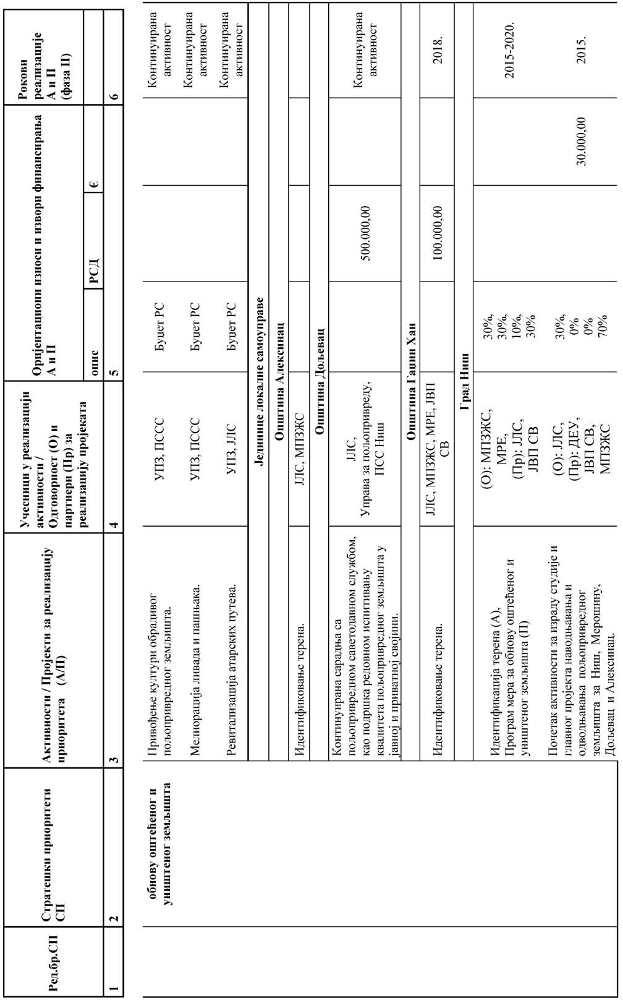 Ред.бр.СП
Стратешки приоритети
СП
Активности / Пројекти за реализацију
приоритета (А/П)
Учесници у реализацији
активности /
Одговорност (О) и
партнери (Пр) за
реализацију пројеката
Оријентациони износи и извори финансирања
А и П
опис
РСД
€
Рокови
реализације
А и П
(фаза II)
1
2
3
4
5
6
обнову оштећеног и
уништеног земљишта
Привођење култури обрадивог
пољопривредног земљишта.
УПЗ, ПССС
Буџет РС
Континуирана
активност
Мелиорација ливада и пашњака.
УПЗ, ПССС
Буџет РС
Континуирана
активност
Ревитализација атарских путева.
УПЗ, ЈЛС
Буџет РС
Континуирана
активност
Јединице локалне самоуправе
Општина Алексинац
Идентификовање терена.
ЈЛС, МПЗЖС
Општина Дољевац
Континуирана сарадња са
пољопривредном саветодавном службом,
као подршка редовном испитивању
квалитета пољопривредног земљишта у
јавној и приватној својини.
ЈЛС,
Управа за пољопривреду,
ПСС Ниш
500.000,00
Континуирана
активност
Општина Гаџин Хан
Идентификовање терена.
ЈЛС, МПЗЖС, МРЕ, ЈВП
СВ
100.000,00
2018.
Град Ниш
Идентификација терена (А),
Програм мера за обнову оштећеног и
уништеног земљишта (П)
(О): МПЗЖС,
МРЕ,
(Пр): ЈЛС,
ЈВП СВ
30%,
30%,
10%,
30%
2015-2020.
Почетак активности за израду студије и
главног пројекта наводњавања и
одводњавања пољопривредног
земљишта за Ниш, Мерошину,
Дољевац и Алексинац.
(О): ЈЛС,
(Пр): ДЕУ,
ЈВП СВ,
МПЗЖС
30%,
0%
0%
70%
30.000,00
2015.